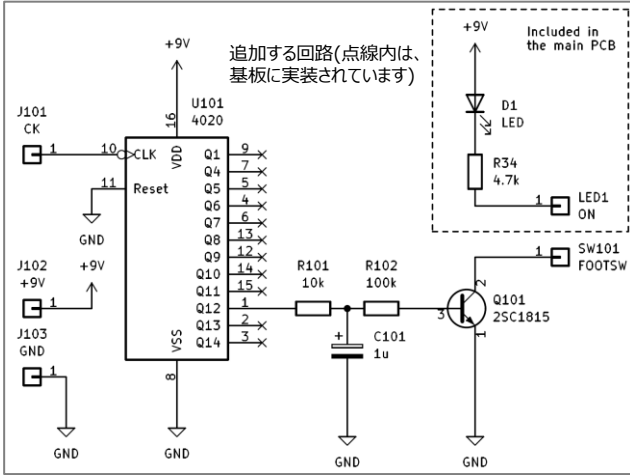 +9V
追加する回路(点線内は、
基板に実装されています)
+9V
Included in
the main PCB
J101
CK
1
U101
4020
16
VDD
10
CLK
11
Reset
GND
D1
LED
R34
4.7k
1
LED1
ON
Q1 9
Q4 7
Q5 5
Q6 4
Q7 6
Q8 13
Q9 12
Q10 14
Q11 15
Q12 1
Q13 2
Q14 3
J102
+9V
1
+9V
J103
GND
1
VSS
8
R101
10k
R102
100k
+
C101
1u
1
SW101
FOOTSW
2
3
1
Q101
2SC1815
GND
GND
GND
GND